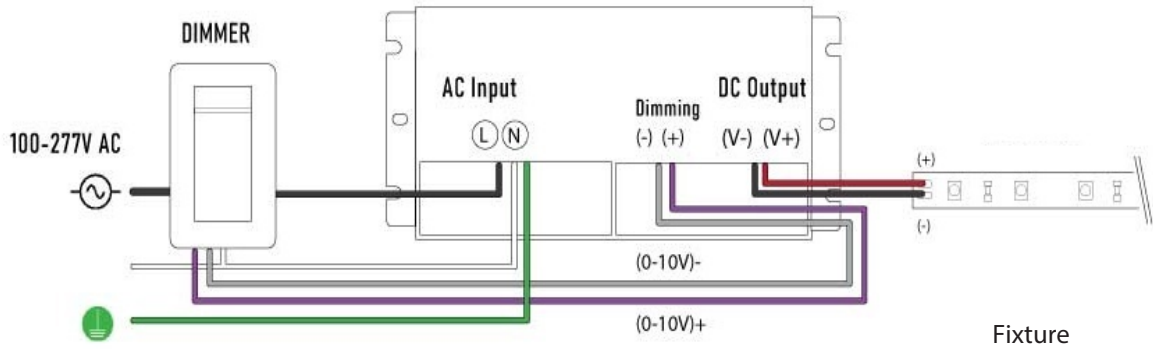 DIMMER
AC Input
DC Output
Dimming
L N
(-) (+)
(V-) (V+)
100-277V AC
(+)
(-)
(0-10V)-
(0-10V)+
Fixture